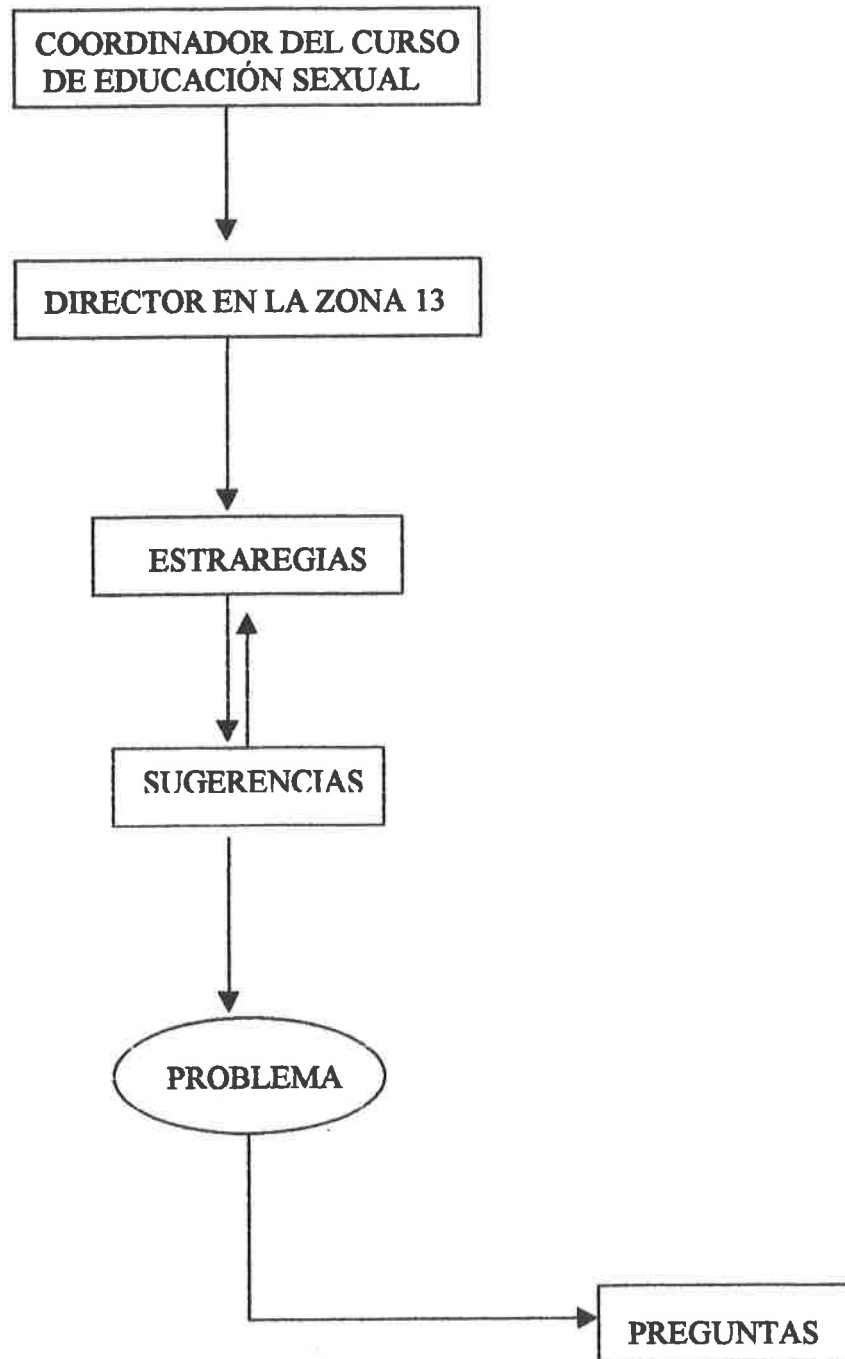 COORDINADOR DEL CURSO
DE EDUCACIÓN SEXUAL
DIRECTOR EN LA ZONA 13
ESTRAREGIAS
SUGERENCIAS
PROBLEMA
PREGUNTAS